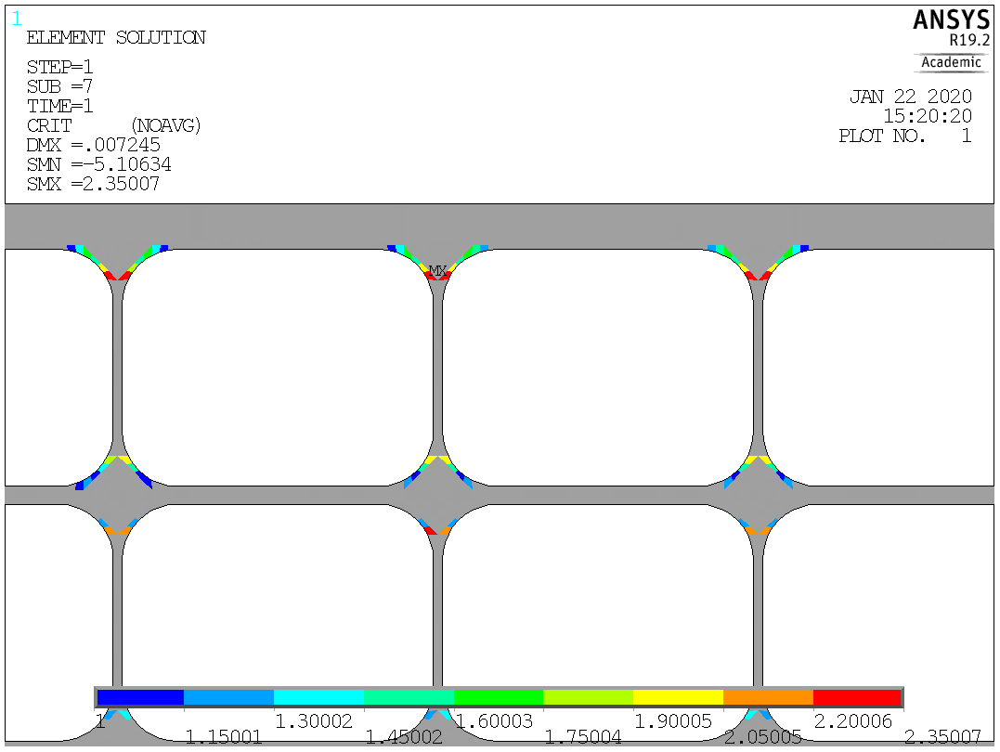 1
ELEMENT SOLUTION
STEP=1
SUB =7
TIME=1
CRIT (NOAVG)
DMX =.007245
SMN =-5.10634
SMX =2.35007
ANSYS
R19.2
Academic
JAN 22 2020
15:20:20
PLOT NO. 1
MX
1 1.30002 1.60003 1.90005 2.20006
1.15001 1.45002 1.75004 2.05005 2.35007